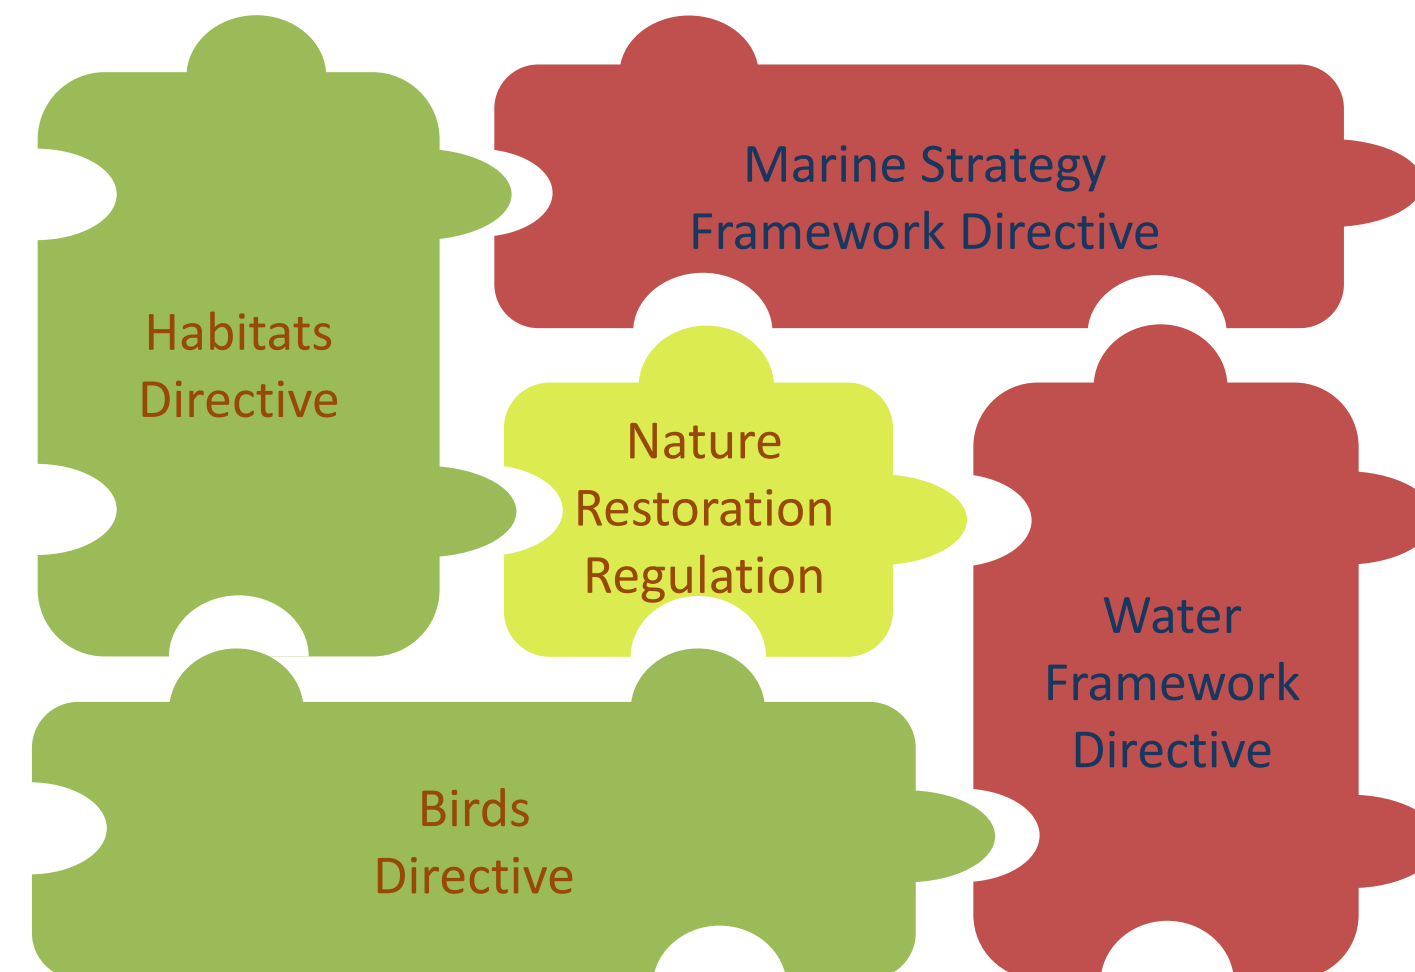 Habitats
Directive
Marine Strategy
Framework Directive
Nature
Restoration
Regulation
Water
Framework
Directive
Birds
Directive